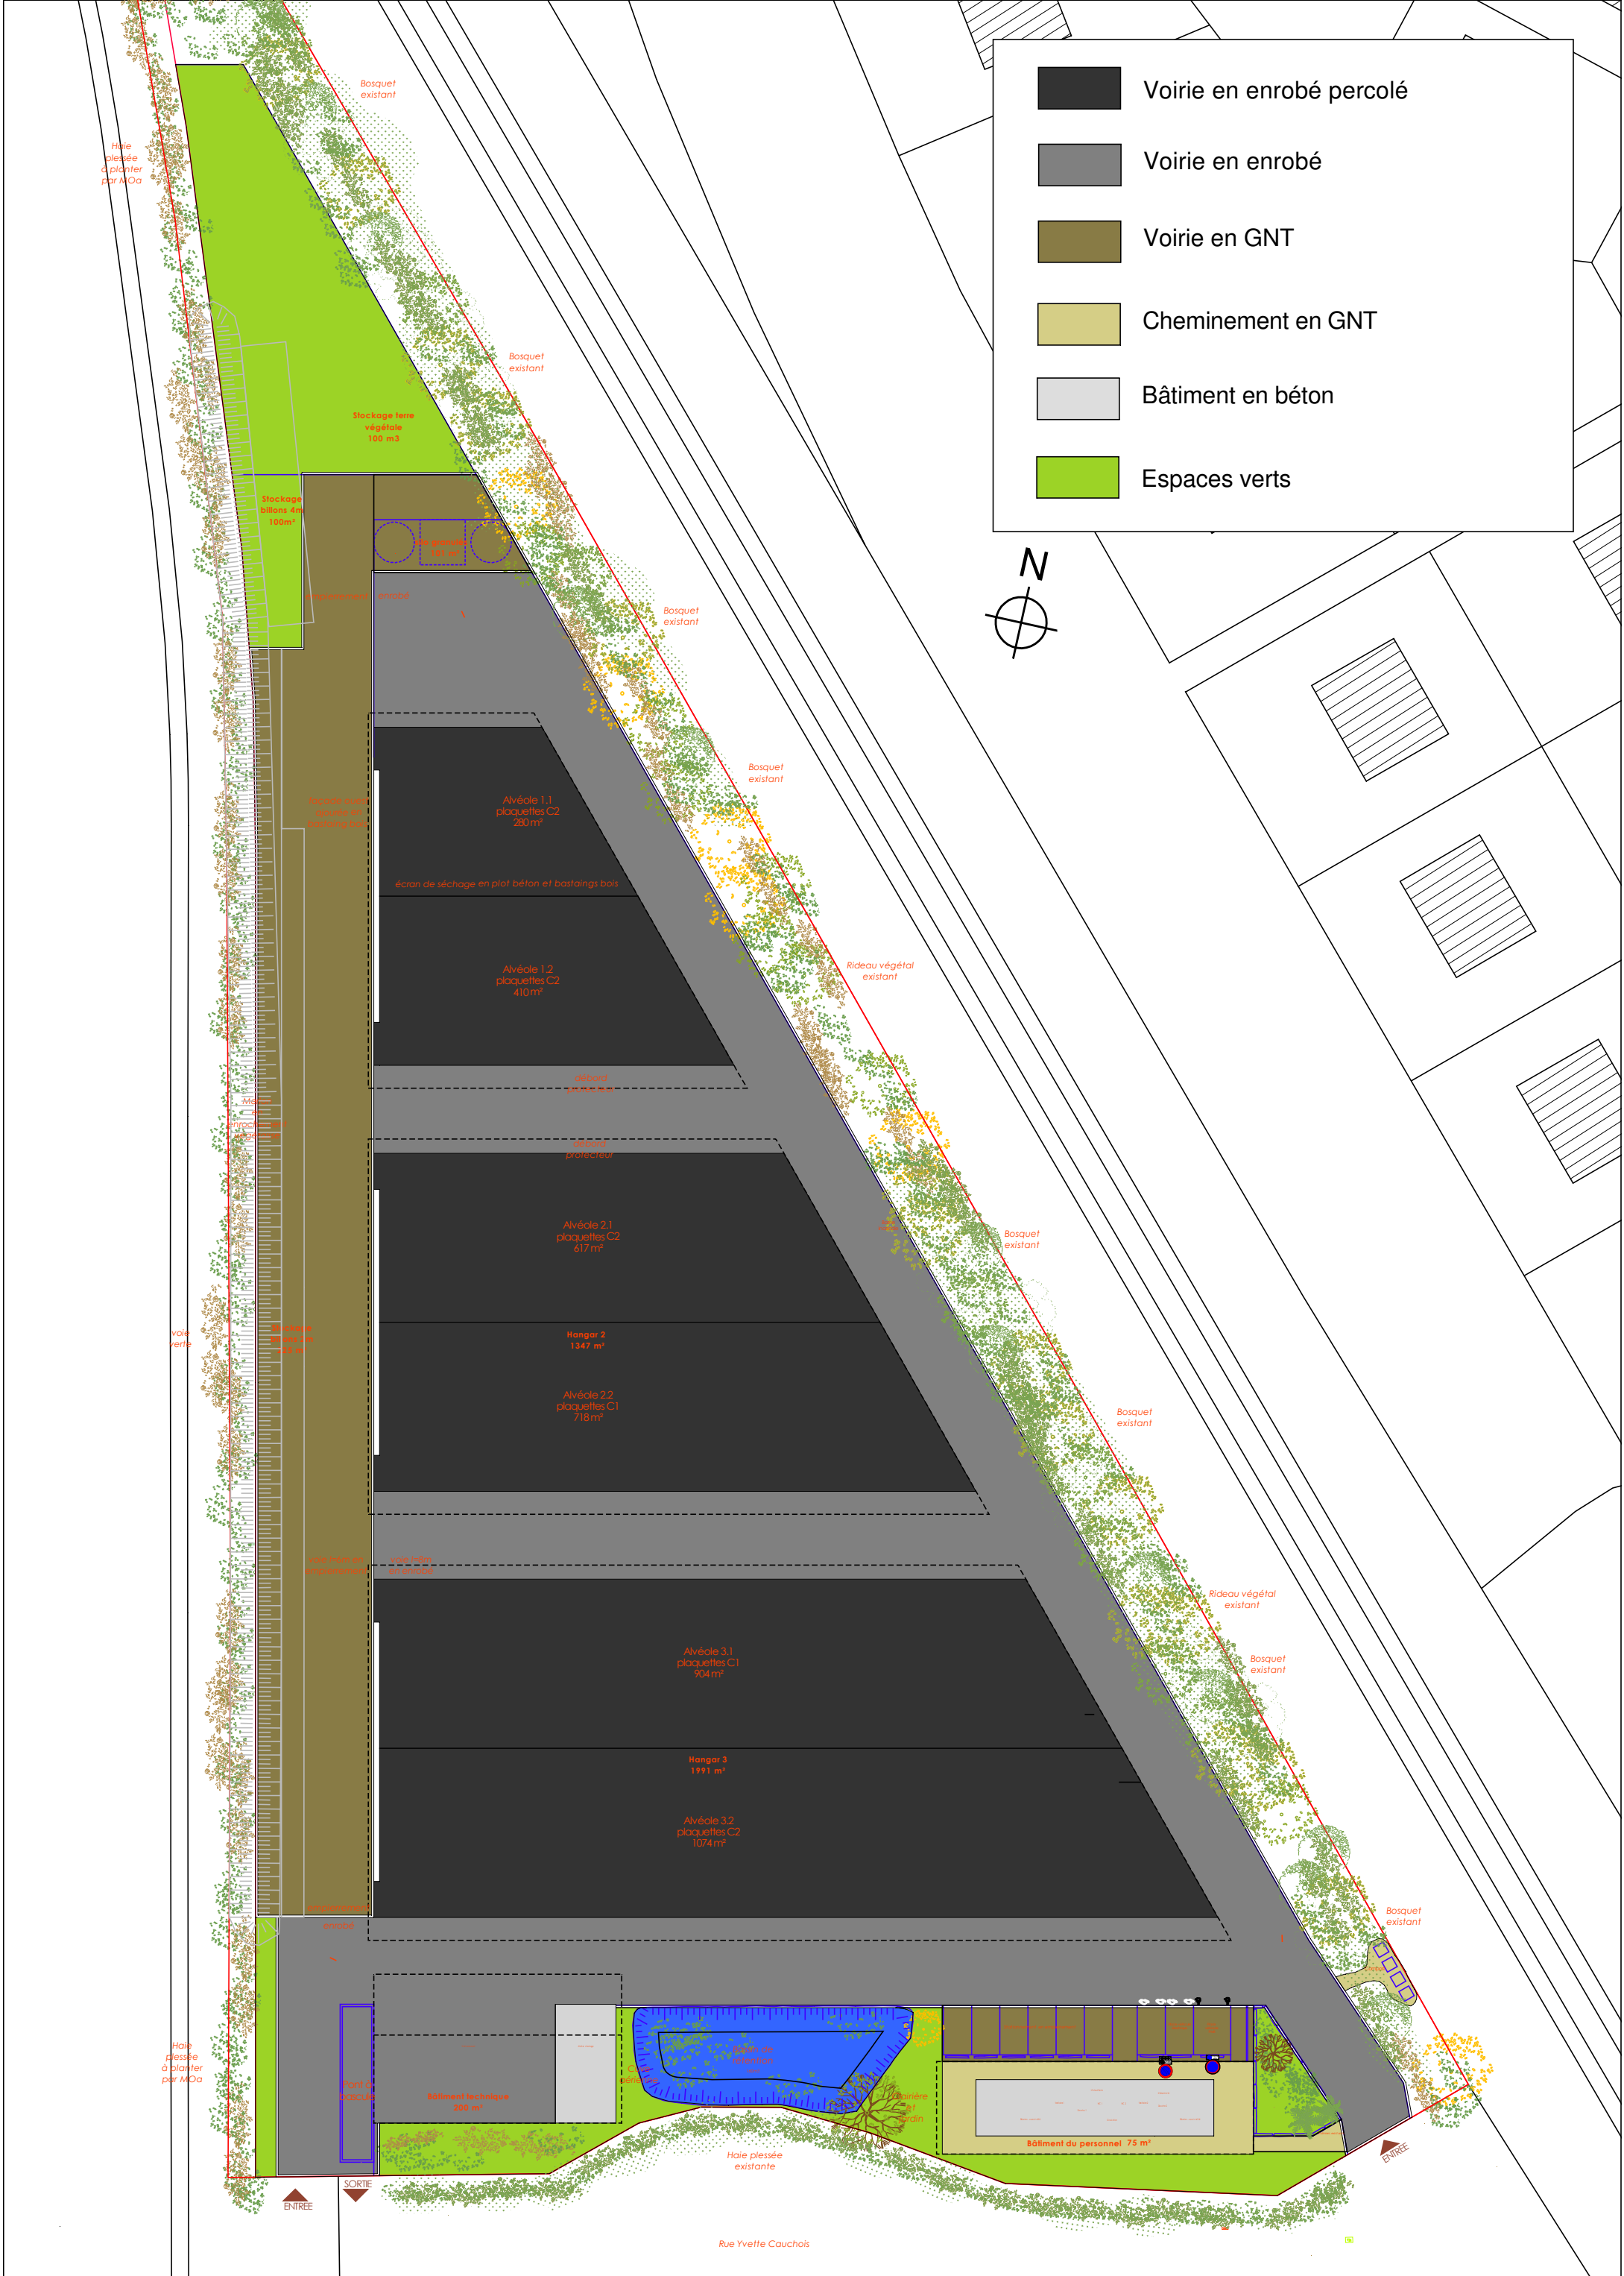 Voirie en enrobé percolé
Voirie en enrobé
Voirie en GNT
Cheminement en GNT
Bâtiment en béton
Espaces verts
N
Bosquet
existant
Haie
plessée
à planter
par MOa
Bosquet
existant
Stockage terre
végétale
100 m3
Stockage
billons 4m
100m²
enrobé
Bosquet
existant
Bosquet
existant
Alvéole 1.1
plaquettes C2
280m²
écran de séchage en plot béton et bastaings bois
Alvéole 1.2
plaquettes C2
410m²
Rideau végétal
existant
débord
débord
protecteur
Alvéole 2.1
plaquettes C2
617m²
Bosquet
existant
voie
verte
Hangar 2
1347 m²
Alvéole 2.2
plaquettes C1
718m²
Bosquet
existant
Rideau végétal
existant
Alvéole 3.1
plaquettes C1
904m²
Bosquet
existant
Hangar 3
1991 m²
Alvéole 3.2
plaquettes C2
1074m²
enrobé
Bosquet
existant
Haie
plessée
à planter
par MOa
Bâtiment technique
Bâtiment du personnel 75 m²
Haie plessée
existante
ENTREE
SORTIE
ENTREE
Rue Yvette Cauchois